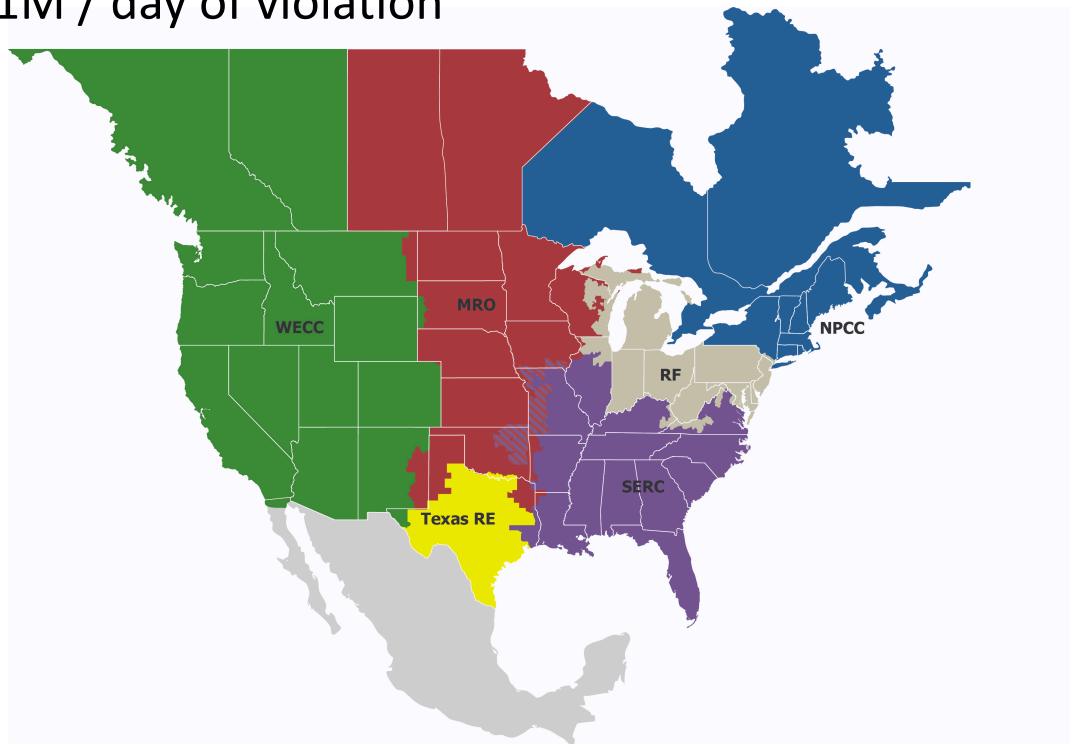 1M / day of violation
MRO
WECC
NPCC
RF
SERC
Texas RE